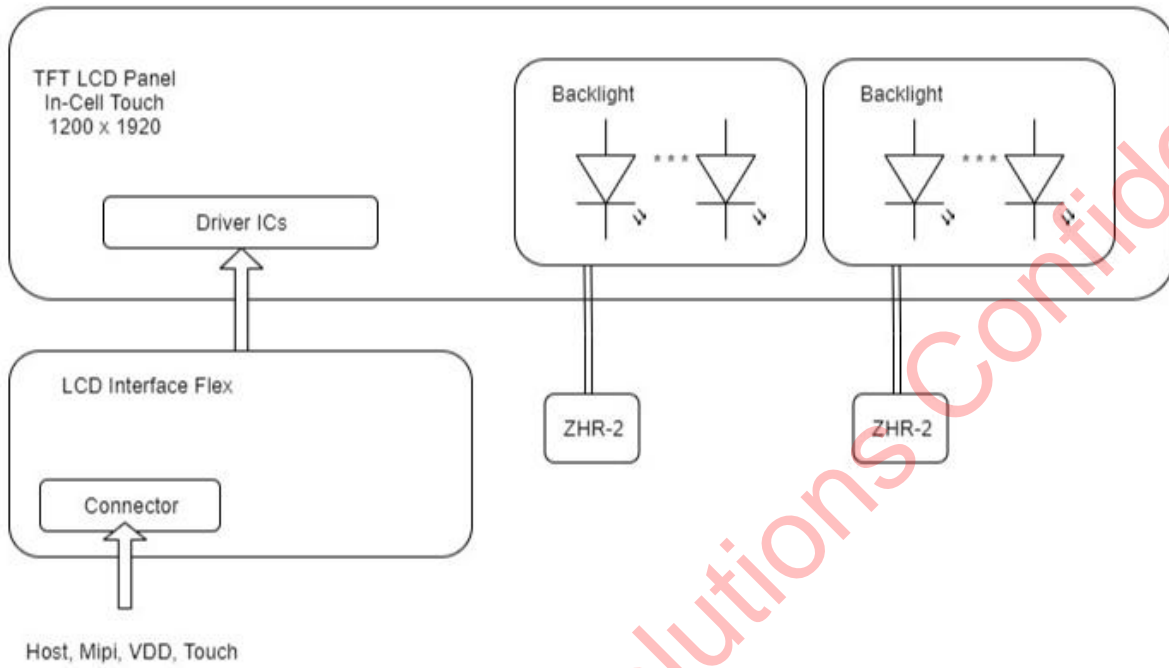 TFT LCD Panel
In-Cell Touch
1200 x 1920
Driver ICs
Backlight
* * *
Backlight
* * *
LCD Interface Flex
Connector
ZHR-2
ZHR-2
Host, Mipi, VDD, Touch